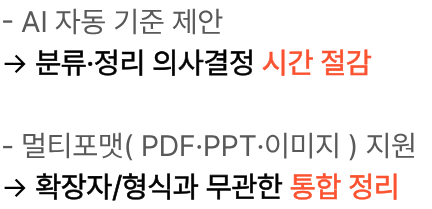 - AI 자동 기준 제안
→ 분류·정리 의사결정 시간 절감
- 멀티포맷( PDF·PPT·이미지 ) 지원
→ 확장자/형식과 무관한 통합 정리